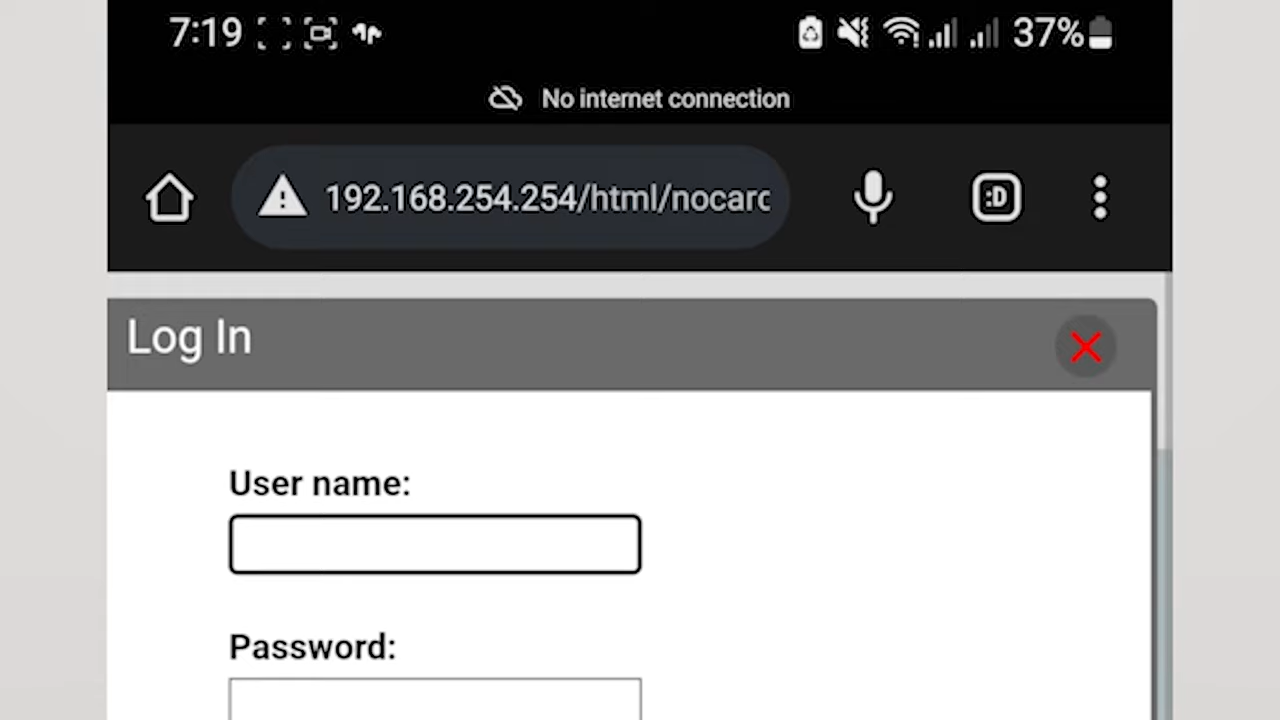 7:19 37%
No internet connection
192.168.254.254/html/nocarc :D
Log In
User name:
Password: